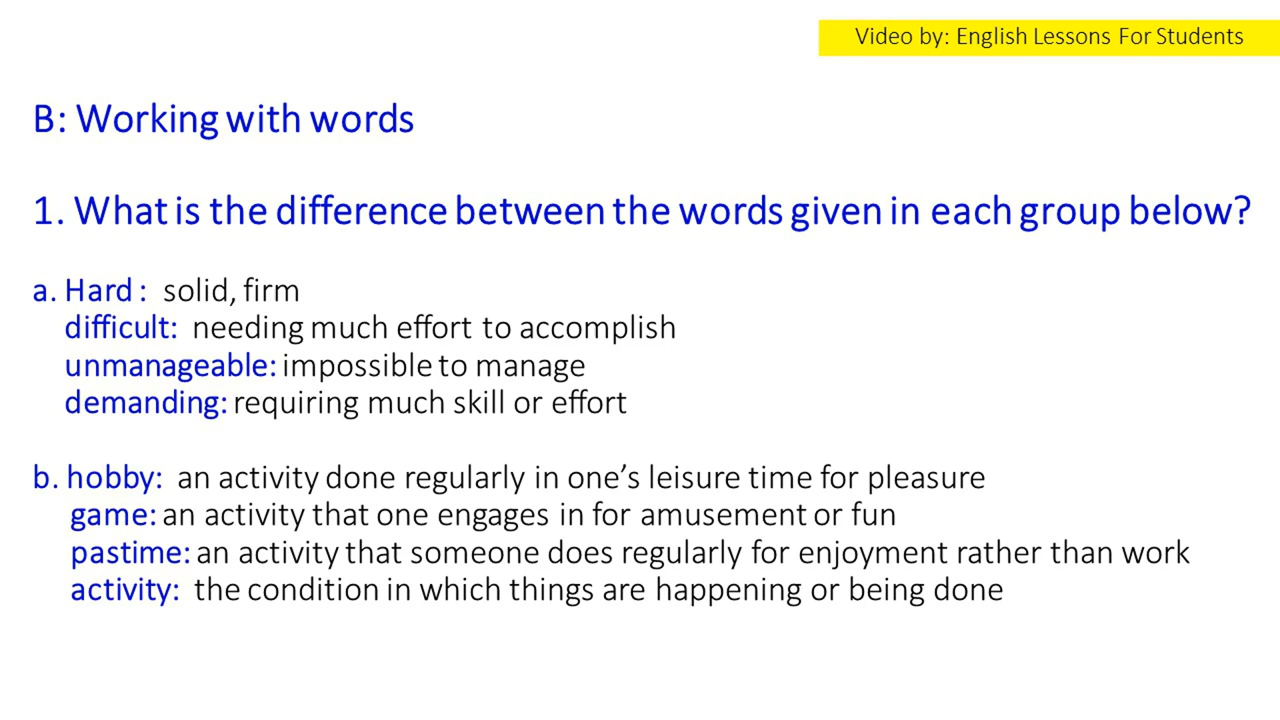 Video by: English Lessons For Students
B: Working with words
1. What is the difference between the words given in each group below?
a. Hard : solid, firm
difficult: needing much effort to accomplish
unmanageable: impossible to manage
demanding: requiring much skill or effort
b. hobby: an activity done regularly in one’s leisure time for pleasure
game: an activity that one engages in for amusement or fun
pastime: an activity that someone does regularly for enjoyment rather than work
activity: the condition in which things are happening or being done